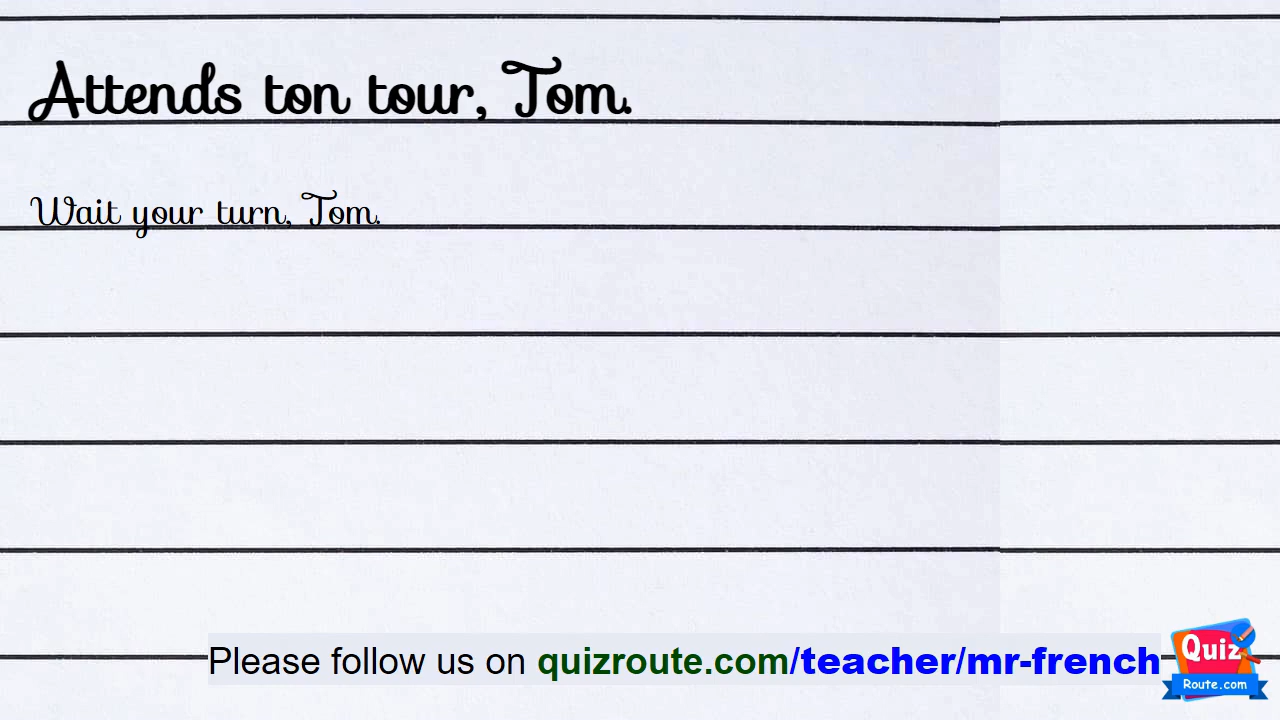 Attends ton tour, Tom.
Wait your turn, Tom.
Please follow us on quizroute.com/teacher/mr-french
Quiz
Route.com